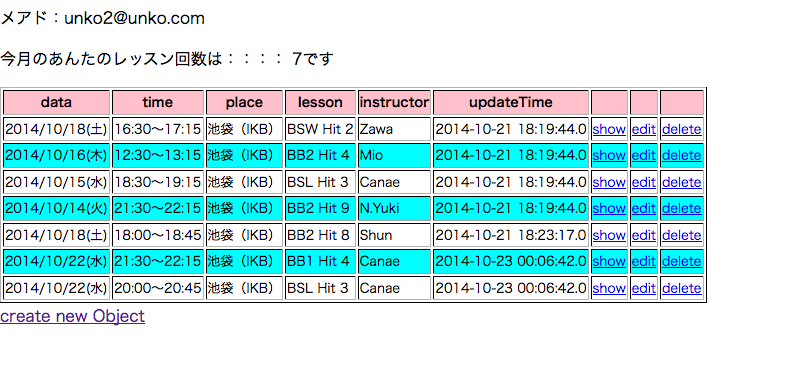 メアド：unko2@unko.com
今月のあんたのレッスン回数は：：：： 7です
data time place lesson instructor updateTime
2014/10/18(土) 16:30〜17:15 池袋（IKB） BSW Hit 2 Zawa 2014-10-21 18:19:44.0 show edit delete
2014/10/16(木) 12:30〜13:15 池袋（IKB） BB2 Hit 4 Mio 2014-10-21 18:19:44.0 show edit delete
2014/10/15(水) 18:30〜19:15 池袋（IKB） BSL Hit 3 Canae 2014-10-21 18:19:44.0 show edit delete
2014/10/14(火) 21:30〜22:15 池袋（IKB） BB2 Hit 9 N.Yuki 2014-10-21 18:19:44.0 show edit delete
2014/10/18(土) 18:00〜18:45 池袋（IKB） BB2 Hit 8 Shun 2014-10-21 18:23:17.0 show edit delete
2014/10/22(水) 21:30〜22:15 池袋（IKB） BB1 Hit 4 Canae 2014-10-23 00:06:42.0 show edit delete
2014/10/22(水) 20:00〜20:45 池袋（IKB） BSL Hit 3 Canae 2014-10-23 00:06:42.0 show edit delete
create new Object